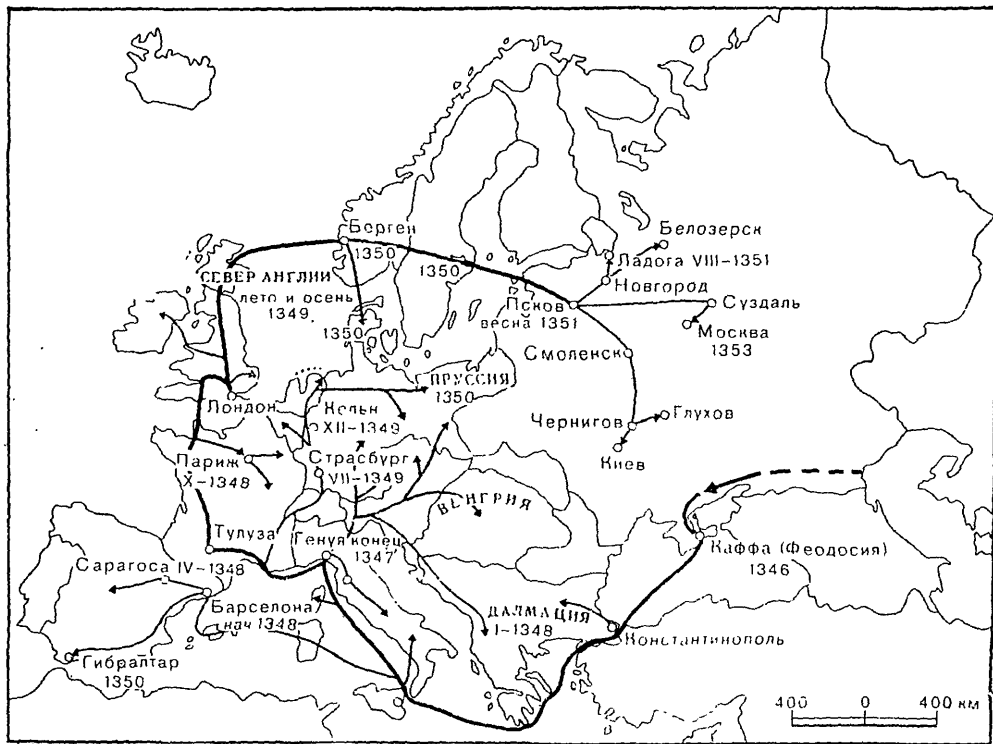 Берген
1350
1350
Белозерск
Ладога VIII–1351
Новгород
СЕВЕР АНГЛИИ
лето и осень
1349
1350
Псков
весна 1351
Суздаль
Москва
1353
Смоленск
ПРУССИЯ
1350
Лондон
Кельн
XII–1349
Чернигов
Глухов
Киев
Париж
X–1348
Страсбург
VII–1349
ВЕНГРИЯ
Тулуза
Генуя конец
1347
Каффа (Феодосия)
1346
Сарагоса IV–1348
Барселона
нач 1348
ДАЛМАЦИЯ
I–1348
Константинополь
Гибралтар
1350
400 0 400 км